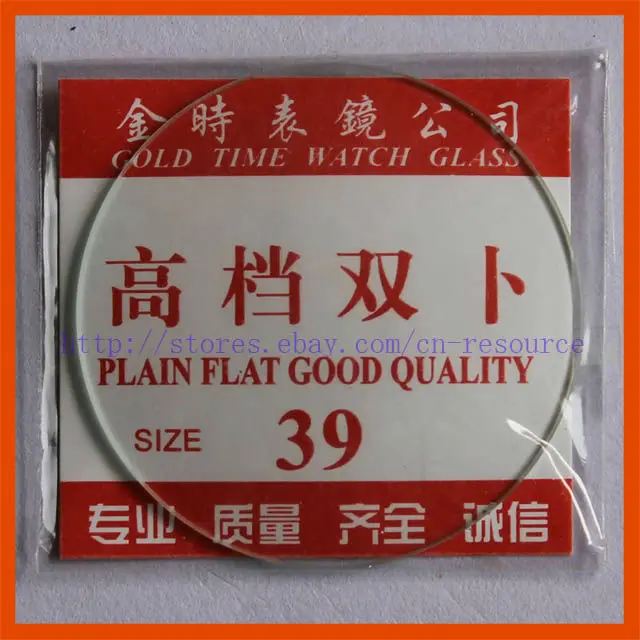 金時表鏡公司
GOLD TIME WATCH GLASS
高档双卜
http://stores.ebay.com/cn-resource
PLAIN FLAT GOOD QUALITY
SIZE 39
专业 质量 齐全 诚信